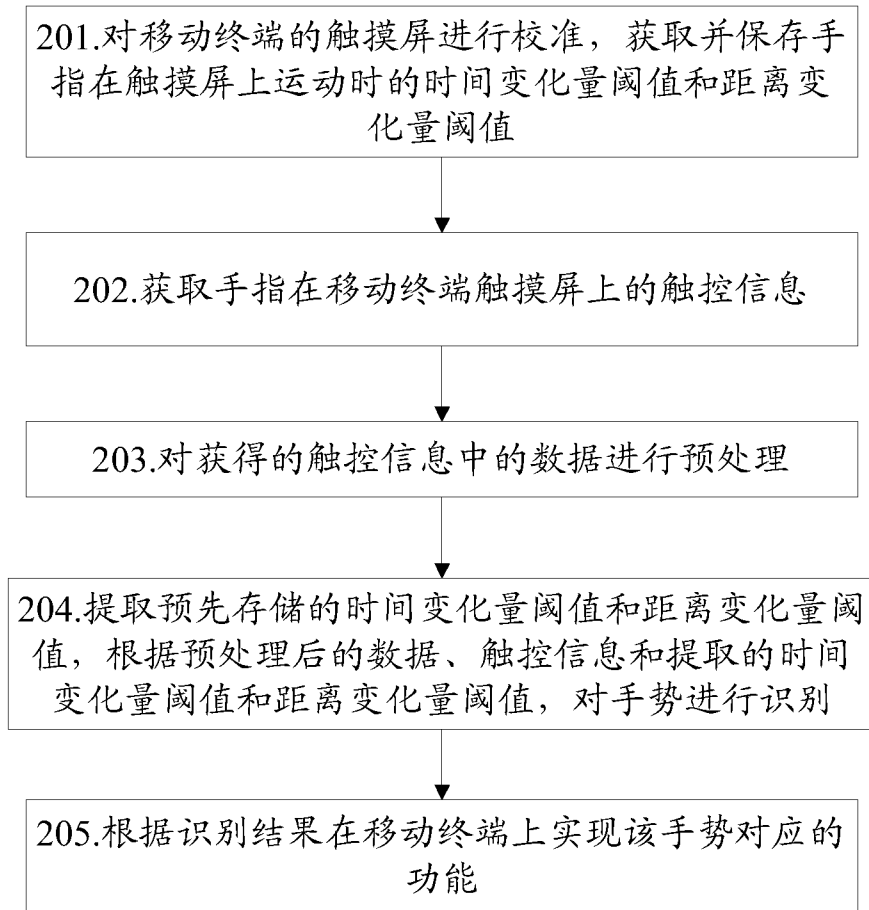 201.对移动终端的触摸屏进行校准，获取并保存手
指在触摸屏上运动时的时间变化量阈值和距离变
化量阈值
202.获取手指在移动终端触摸屏上的触控信息
203.对获得的触控信息中的数据进行预处理
204.提取预先存储的时间变化量阈值和距离变化量阈
值，根据预处理后的数据、触控信息和提取的时间
变化量阈值和距离变化量阈值，对手势进行识别
205.根据识别结果在移动终端上实现该手势对应的
功能